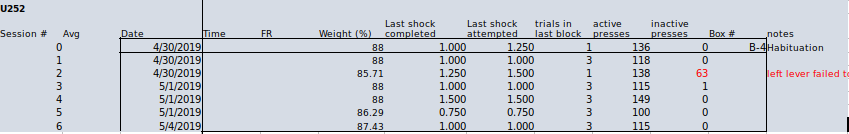 U252
Last shock Last shock trials in active inactive
Session # Avg Date Time FR Weight (%) completed attempted last block presses presses Box # notes
0 4/30/2019 88 1.000 1.250 1 136 0 B-4 Habituation
1 4/30/2019 88 1.000 1.000 3 118 0
2 4/30/2019 85.71 1.250 1.500 1 138 63 left lever failed to
3 5/1/2019 88 1.000 1.000 3 115 1
4 5/1/2019 88 1.500 1.500 3 149 0
5 5/1/2019 86.29 0.750 0.750 3 100 0
6 5/4/2019 87.43 1.000 1.000 3 115 0